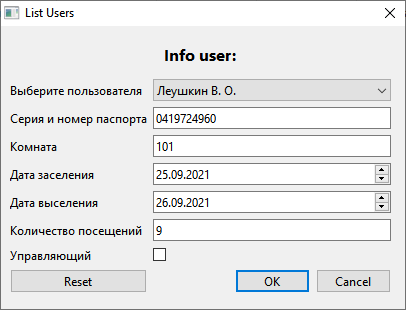 List Users
Info user:
Выберите пользователя Леушкин В. О.
Серия и номер паспорта 0419724960
Комната 101
Дата заселения 25.09.2021
Дата выселения 26.09.2021
Количество посещений 9
Управляющий
Reset OK Cancel